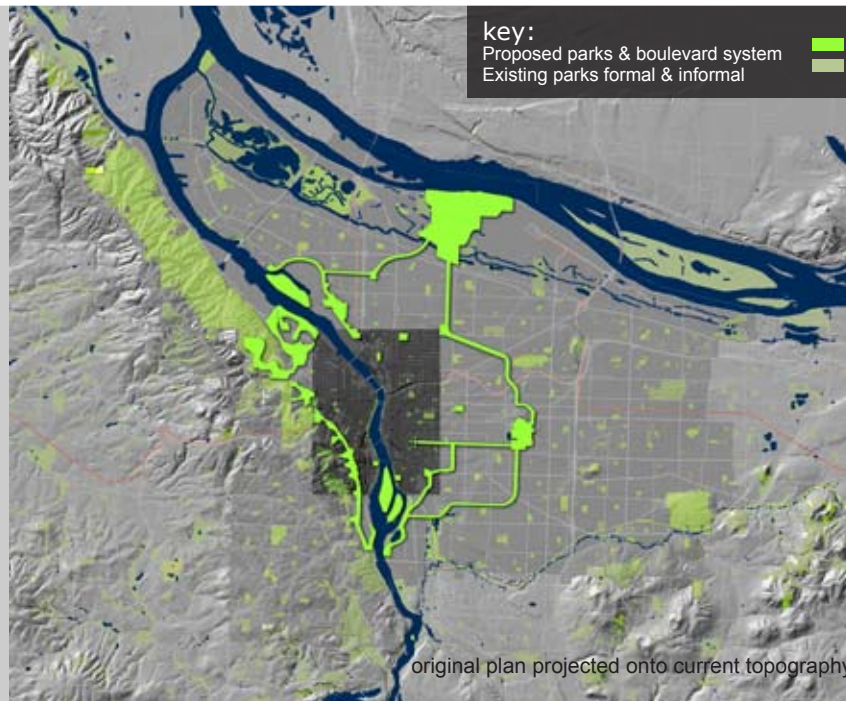 key:
Proposed parks & boulevard system
Existing parks formal & informal
original plan projected onto current topography